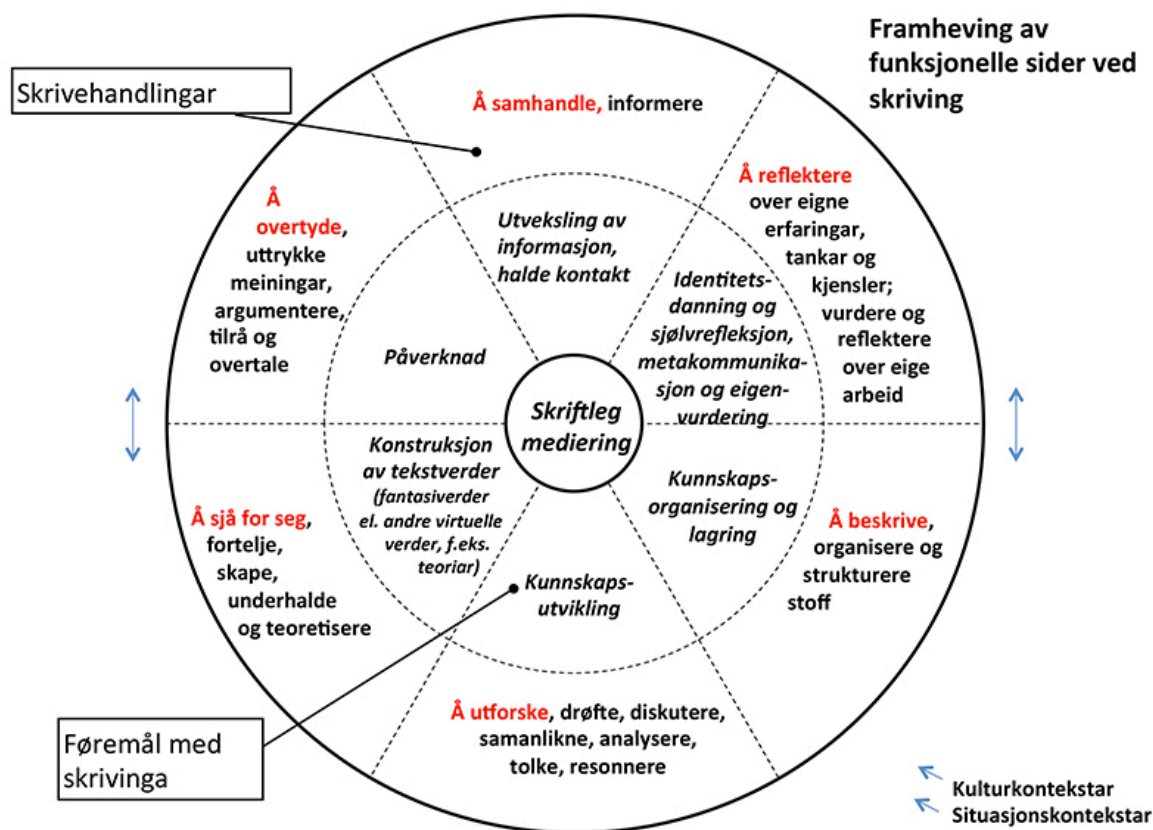 Framheving av
funksjonelle sider ved
skriving
Skrivehandlingar
Å samhandle, informere
Å reflektere
over eigne
erfaringar,
tankar og
kjensler;
vurdere og
reflektere
over eige
arbeid
Å
overtyde,
uttrykke
meiningar,
argumentere,
tilrå og
overtale
Utveksling av
informasjon,
halde kontakt
Identitets-
danning og
sjølvrefleksjon,
metakommunika-
sjon og eigen-
vurdering
Påverknad
Skriftleg
mediering
Konstruksjon
av tekstverder
(fantasiverder
el. andre virtuelle
verder, f.eks.
teoriar)
Kunnskaps-
organisering og
lagring
Å sjå for seg,
fortelje,
skape,
underhalde
og teoretisere
Å beskrive,
organisere og
strukturere
stoff
Kunnskaps-
utvikling
Å utforske, drøfte, diskutere,
samanlikne, analysere,
tolke, resonnere
Føremål med
skrivinga
Kulturkontekstar
Situasjonskontekstar